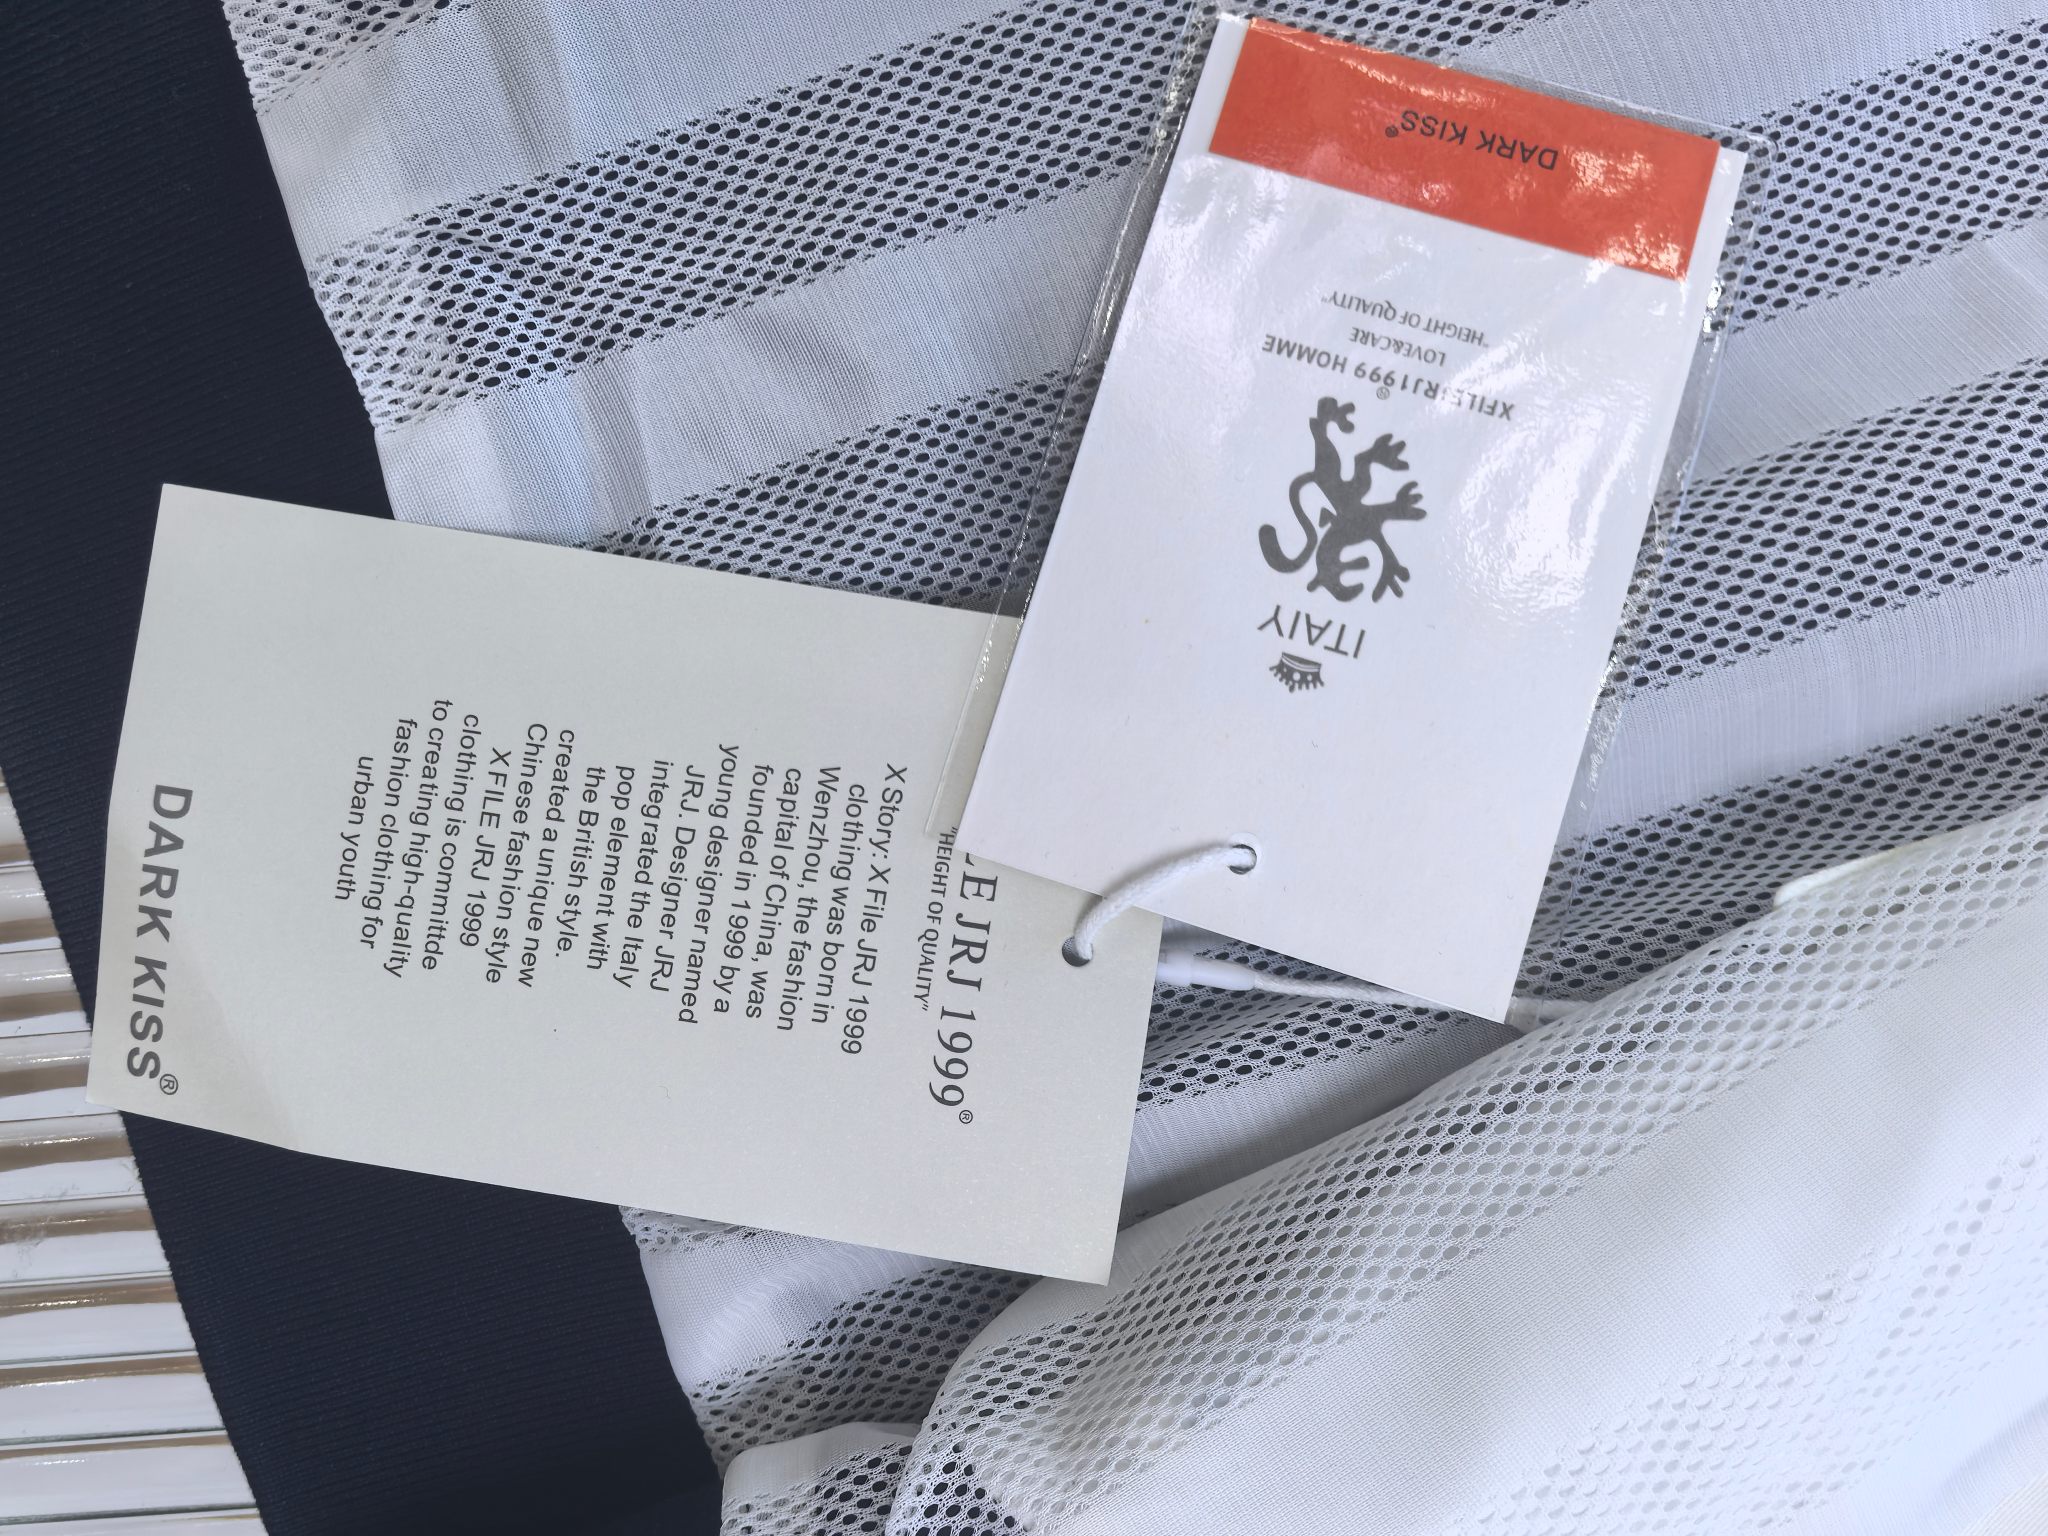 DARK KISS®
"HEIGHT OF QUALITY"
LOVE&CARE
XFILE:RJ1999 HOMME
®
ITAIY
E JRJ 1999®
"HEIGHT OF QUALITY"
X Story: X File JRJ 1999
clothing was born in
Wenzhou, the fashion
capital of China, was
founded in 1999 by a
young designer named
JRJ. Designer JRJ
integrated the Italy
pop element with
the British style.
created a unique new
Chinese fashion style
X FILE JRJ 1999
clothing is committde
to creating high-quality
fashion clothing for
urban youth
DARK KISS®